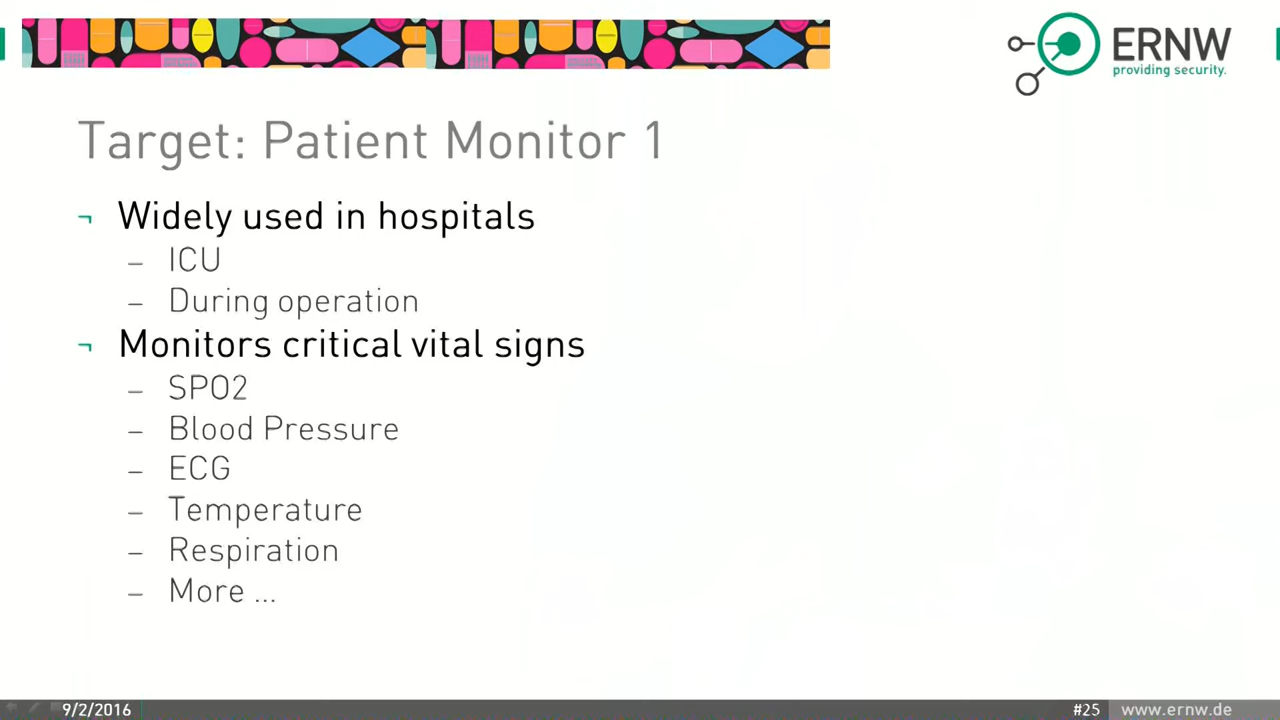 ERNW
providing security.
Target: Patient Monitor 1
¬ Widely used in hospitals
– ICU
– During operation
¬ Monitors critical vital signs
– SPO2
– Blood Pressure
– ECG
– Temperature
– Respiration
– More ...
9/2/2016
#25 www.ernw.de